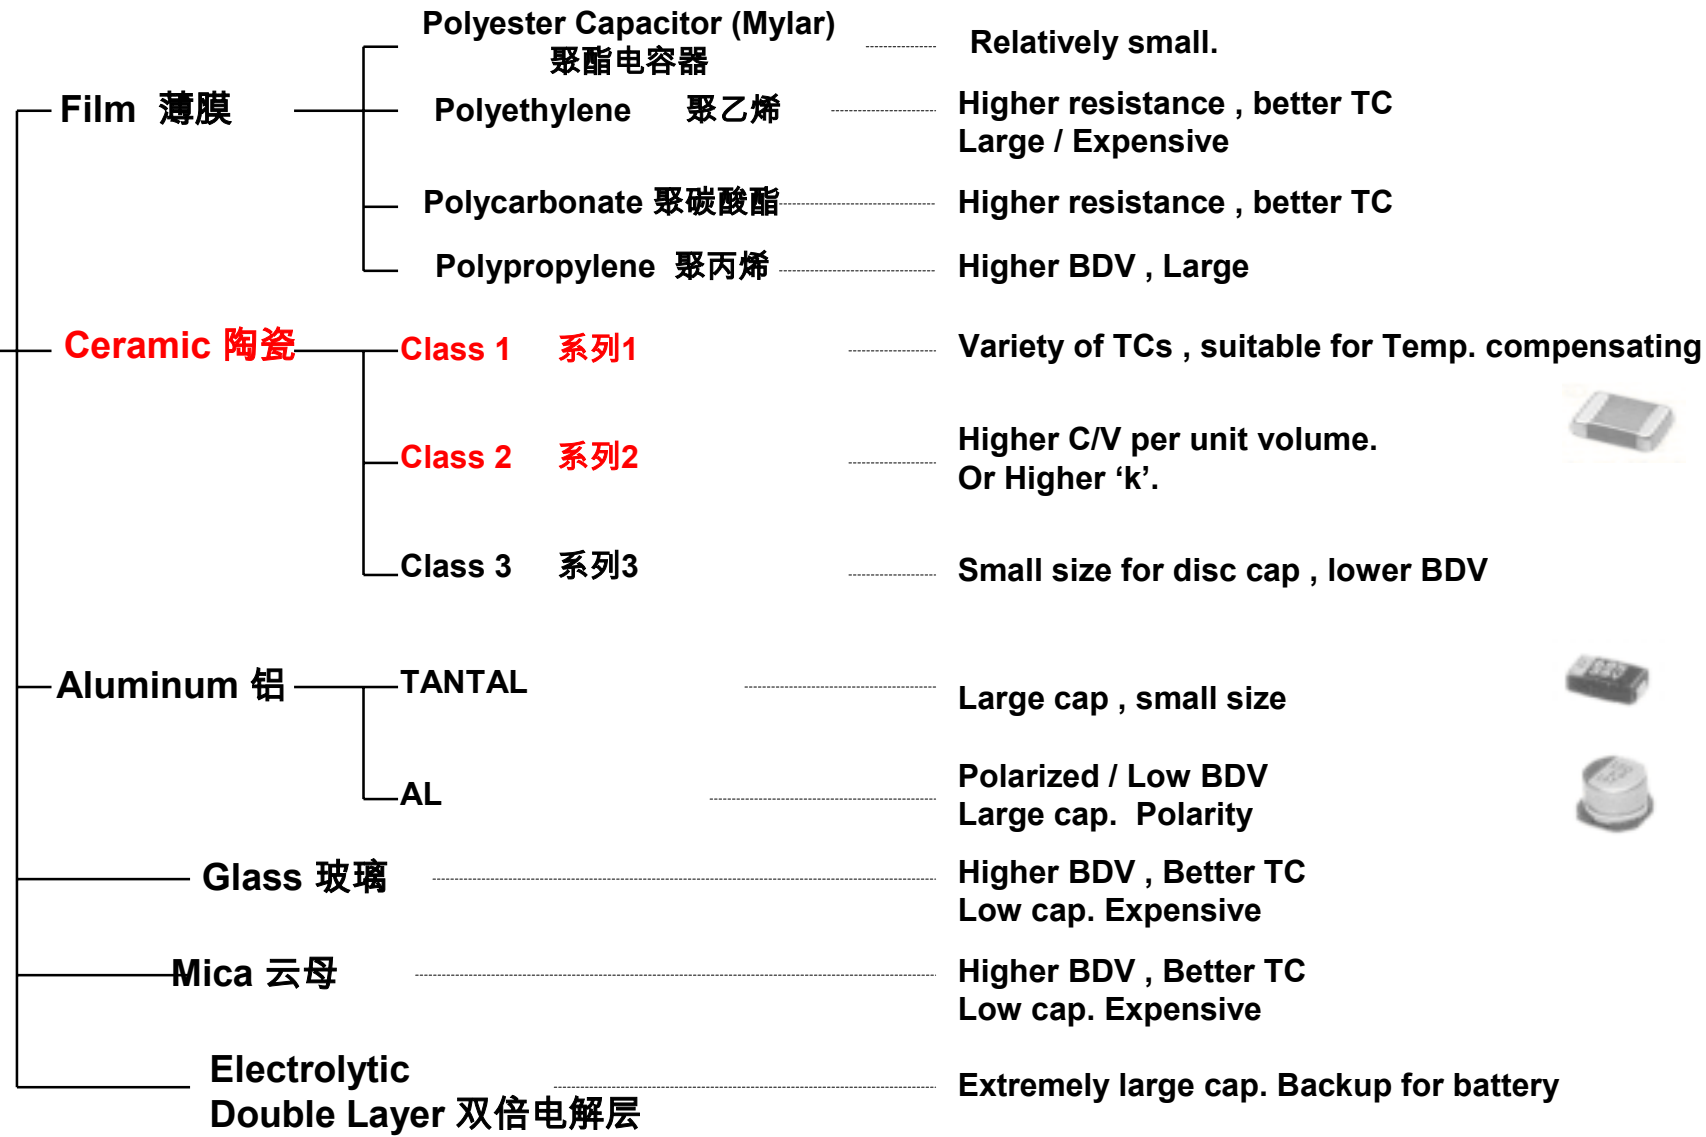 Polyester Capacitor (Mylar)
聚酯电容器
Relatively small.
Film 薄膜
Polyethylene 聚乙烯
Higher resistance , better TC
Large / Expensive
Polycarbonate 聚碳酸酯
Higher resistance , better TC
Polypropylene 聚丙烯
Higher BDV , Large
Ceramic 陶瓷
Class 1 系列1
Variety of TCs , suitable for Temp. compensating
Class 2 系列2
Higher C/V per unit volume.
Or Higher ‘k’.
Class 3 系列3
Small size for disc cap , lower BDV
Aluminum 铝
TANTAL
Large cap , small size
AL
Polarized / Low BDV
Large cap. Polarity
Glass 玻璃
Higher BDV , Better TC
Low cap. Expensive
Mica 云母
Higher BDV , Better TC
Low cap. Expensive
Electrolytic
Double Layer 双倍电解层
Extremely large cap. Backup for battery